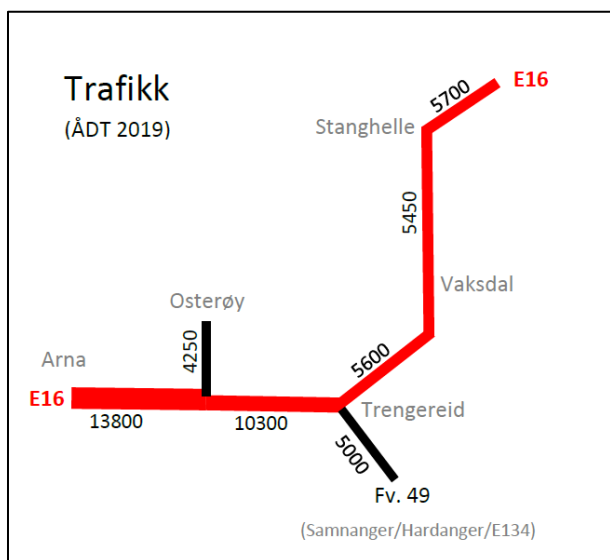 Trafikk
(ÅDT 2019)
5700
E16
Stanghelle
5450
Vaksdal
Osterøy
4250
5600
Arna
E16
13800
10300
Trengereid
5000
Fv. 49
(Samnanger/Hardanger/E134)